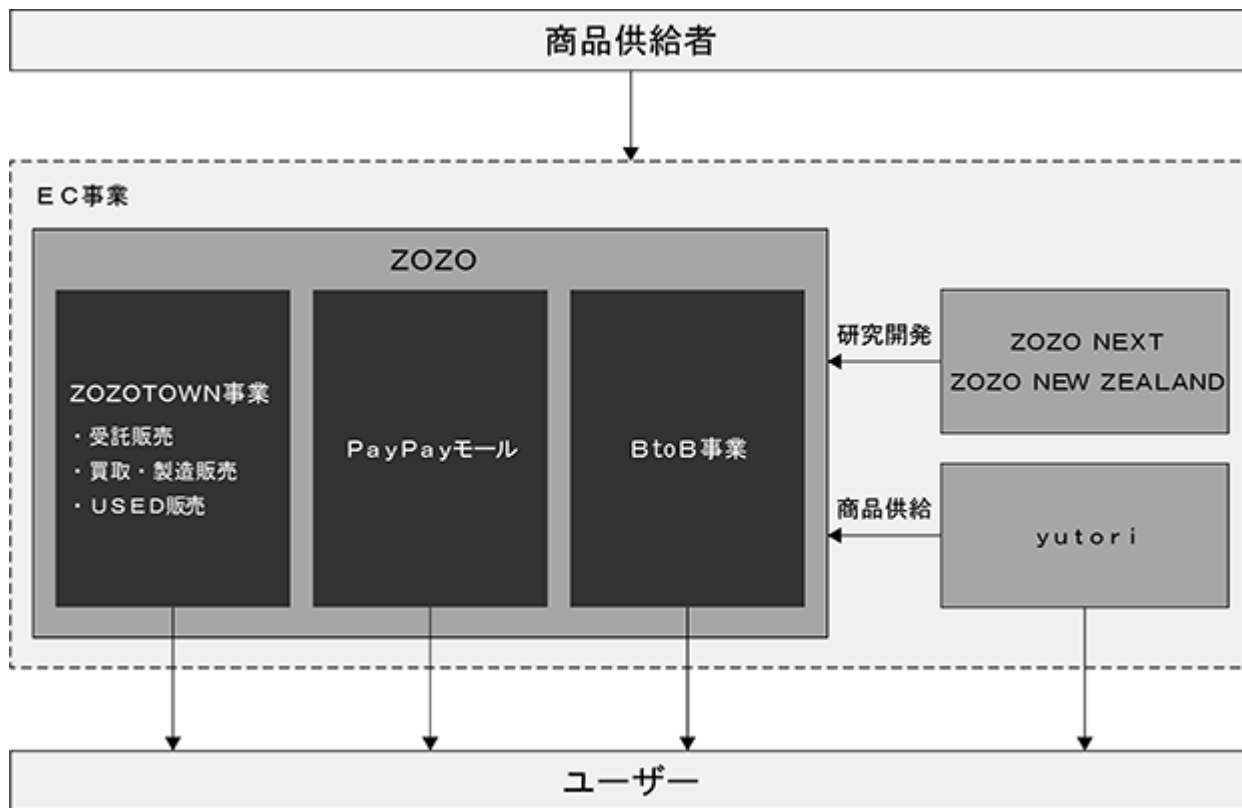 商品供給者
ＥＣ事業
ZOZO
ZOZOTOWN事業
・受託販売
・買取・製造販売
・ＵＳＥＤ販売
ＰａｙＰａｙモール
ＢｔｏＢ事業
研究開発
ZOZO NEXT
ZOZO NEW ZEALAND
商品供給
ｙｕｔｏｒｉ
ユーザー